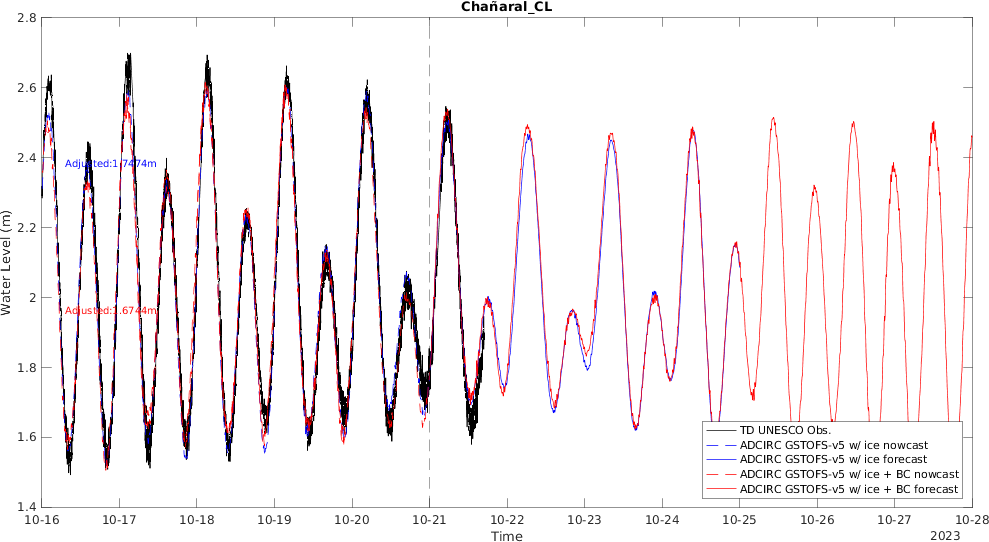 Chañaral_CL
2.8
2.6
2.4
2.2
2
1.8
1.6
1.4
Water Level (m)
Adjusted:1.7474m
Adjusted:1.6744m
TD UNESCO Obs.
ADCIRC GSTOFS-v5 w/ ice nowcast
ADCIRC GSTOFS-v5 w/ ice forecast
ADCIRC GSTOFS-v5 w/ ice + BC nowcast
ADCIRC GSTOFS-v5 w/ ice + BC forecast
10-16 10-17 10-18 10-19 10-20 10-21 10-22 10-23 10-24 10-25 10-26 10-27 10-28
Time
2023